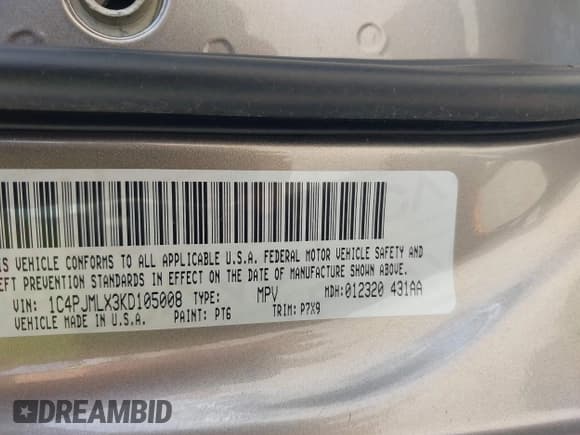 IS VEHICLE CONFORMS TO ALL APPLICABLE U.S.A. FEDERAL MOTOR VEHICLE SAFETY AND
EFT PREVENTION STANDARDS IN EFFECT ON THE DATE OF MANUFACTURE SHOWN ABOVE.
VIN: 1C4PJMLX3KD105008 TYPE: MPV MDH: 012320 431AA
VEHICLE MADE IN U.S.A. PAINT: PT6 TRIM: P7X9
DREAMBID